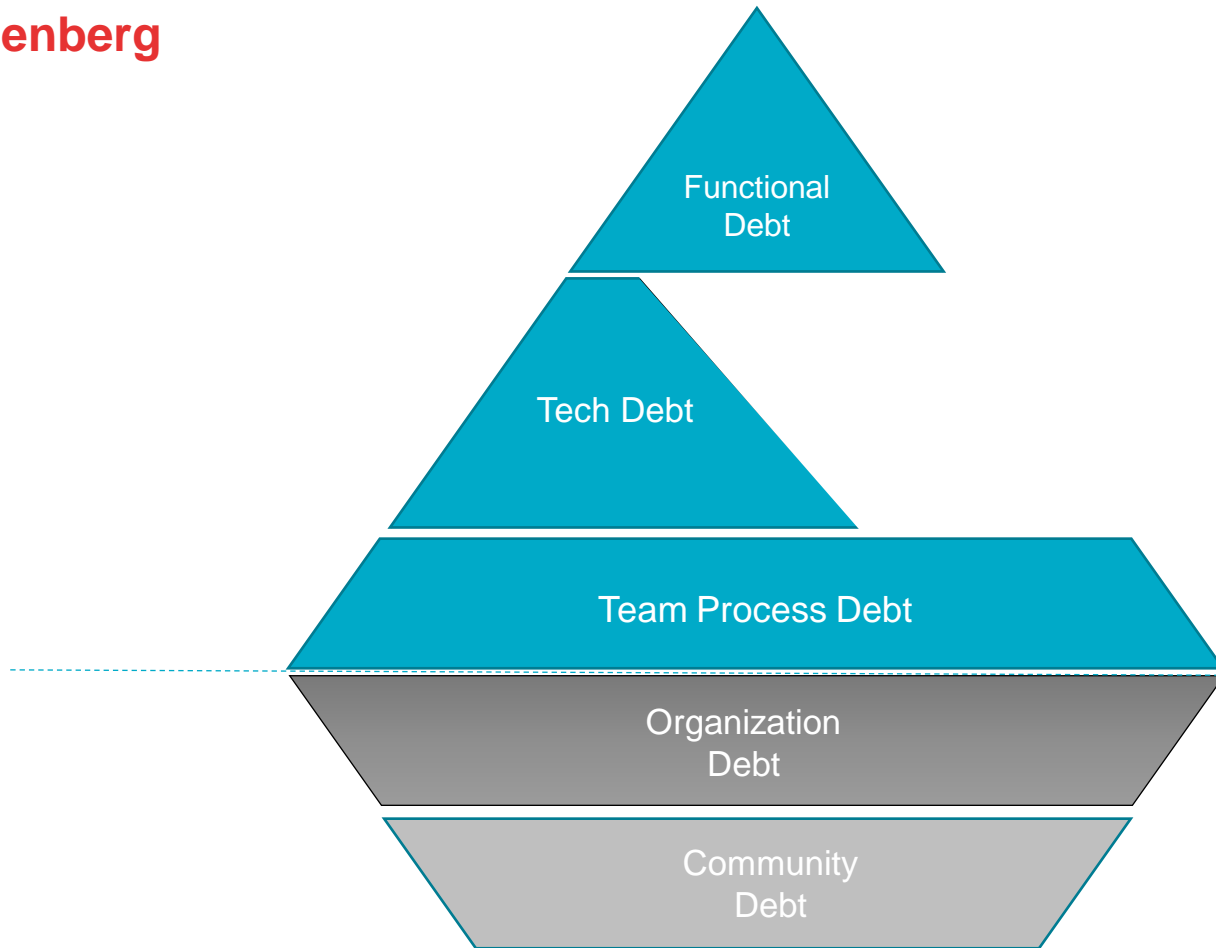 enberg
Functional
Debt
Tech Debt
Team Process Debt
Organization
Debt
Community
Debt